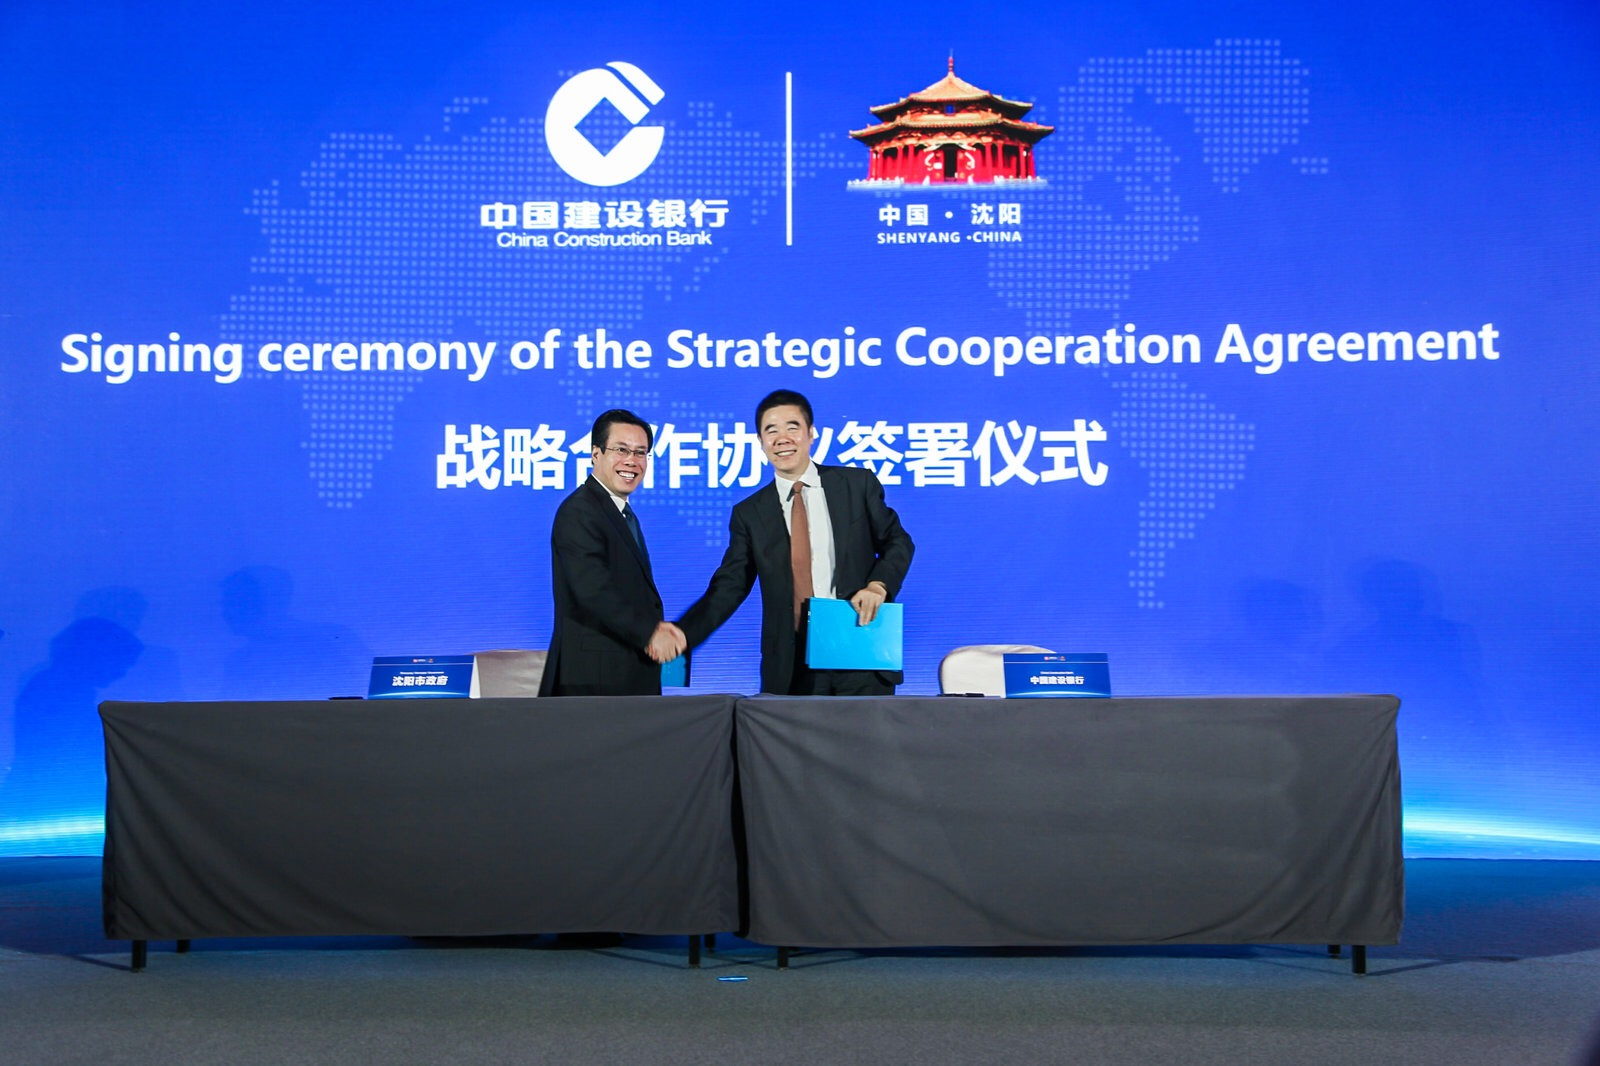 中国建设银行
China Construction Bank
中国·沈阳
SHENYANG·CHINA
Signing ceremony of the Strategic Cooperation Agreement
战略合作协议签署仪式
沈阳市政府
中国建设银行